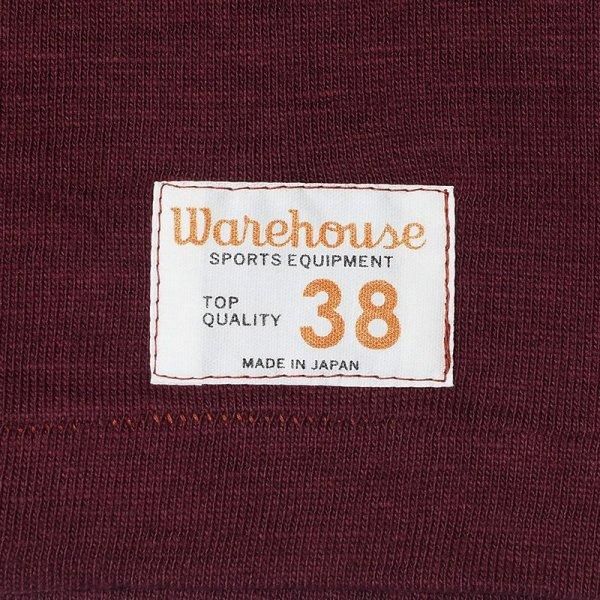 Warehouse
SPORTS EQUIPMENT
TOP
QUALITY
38
MADE IN JAPAN